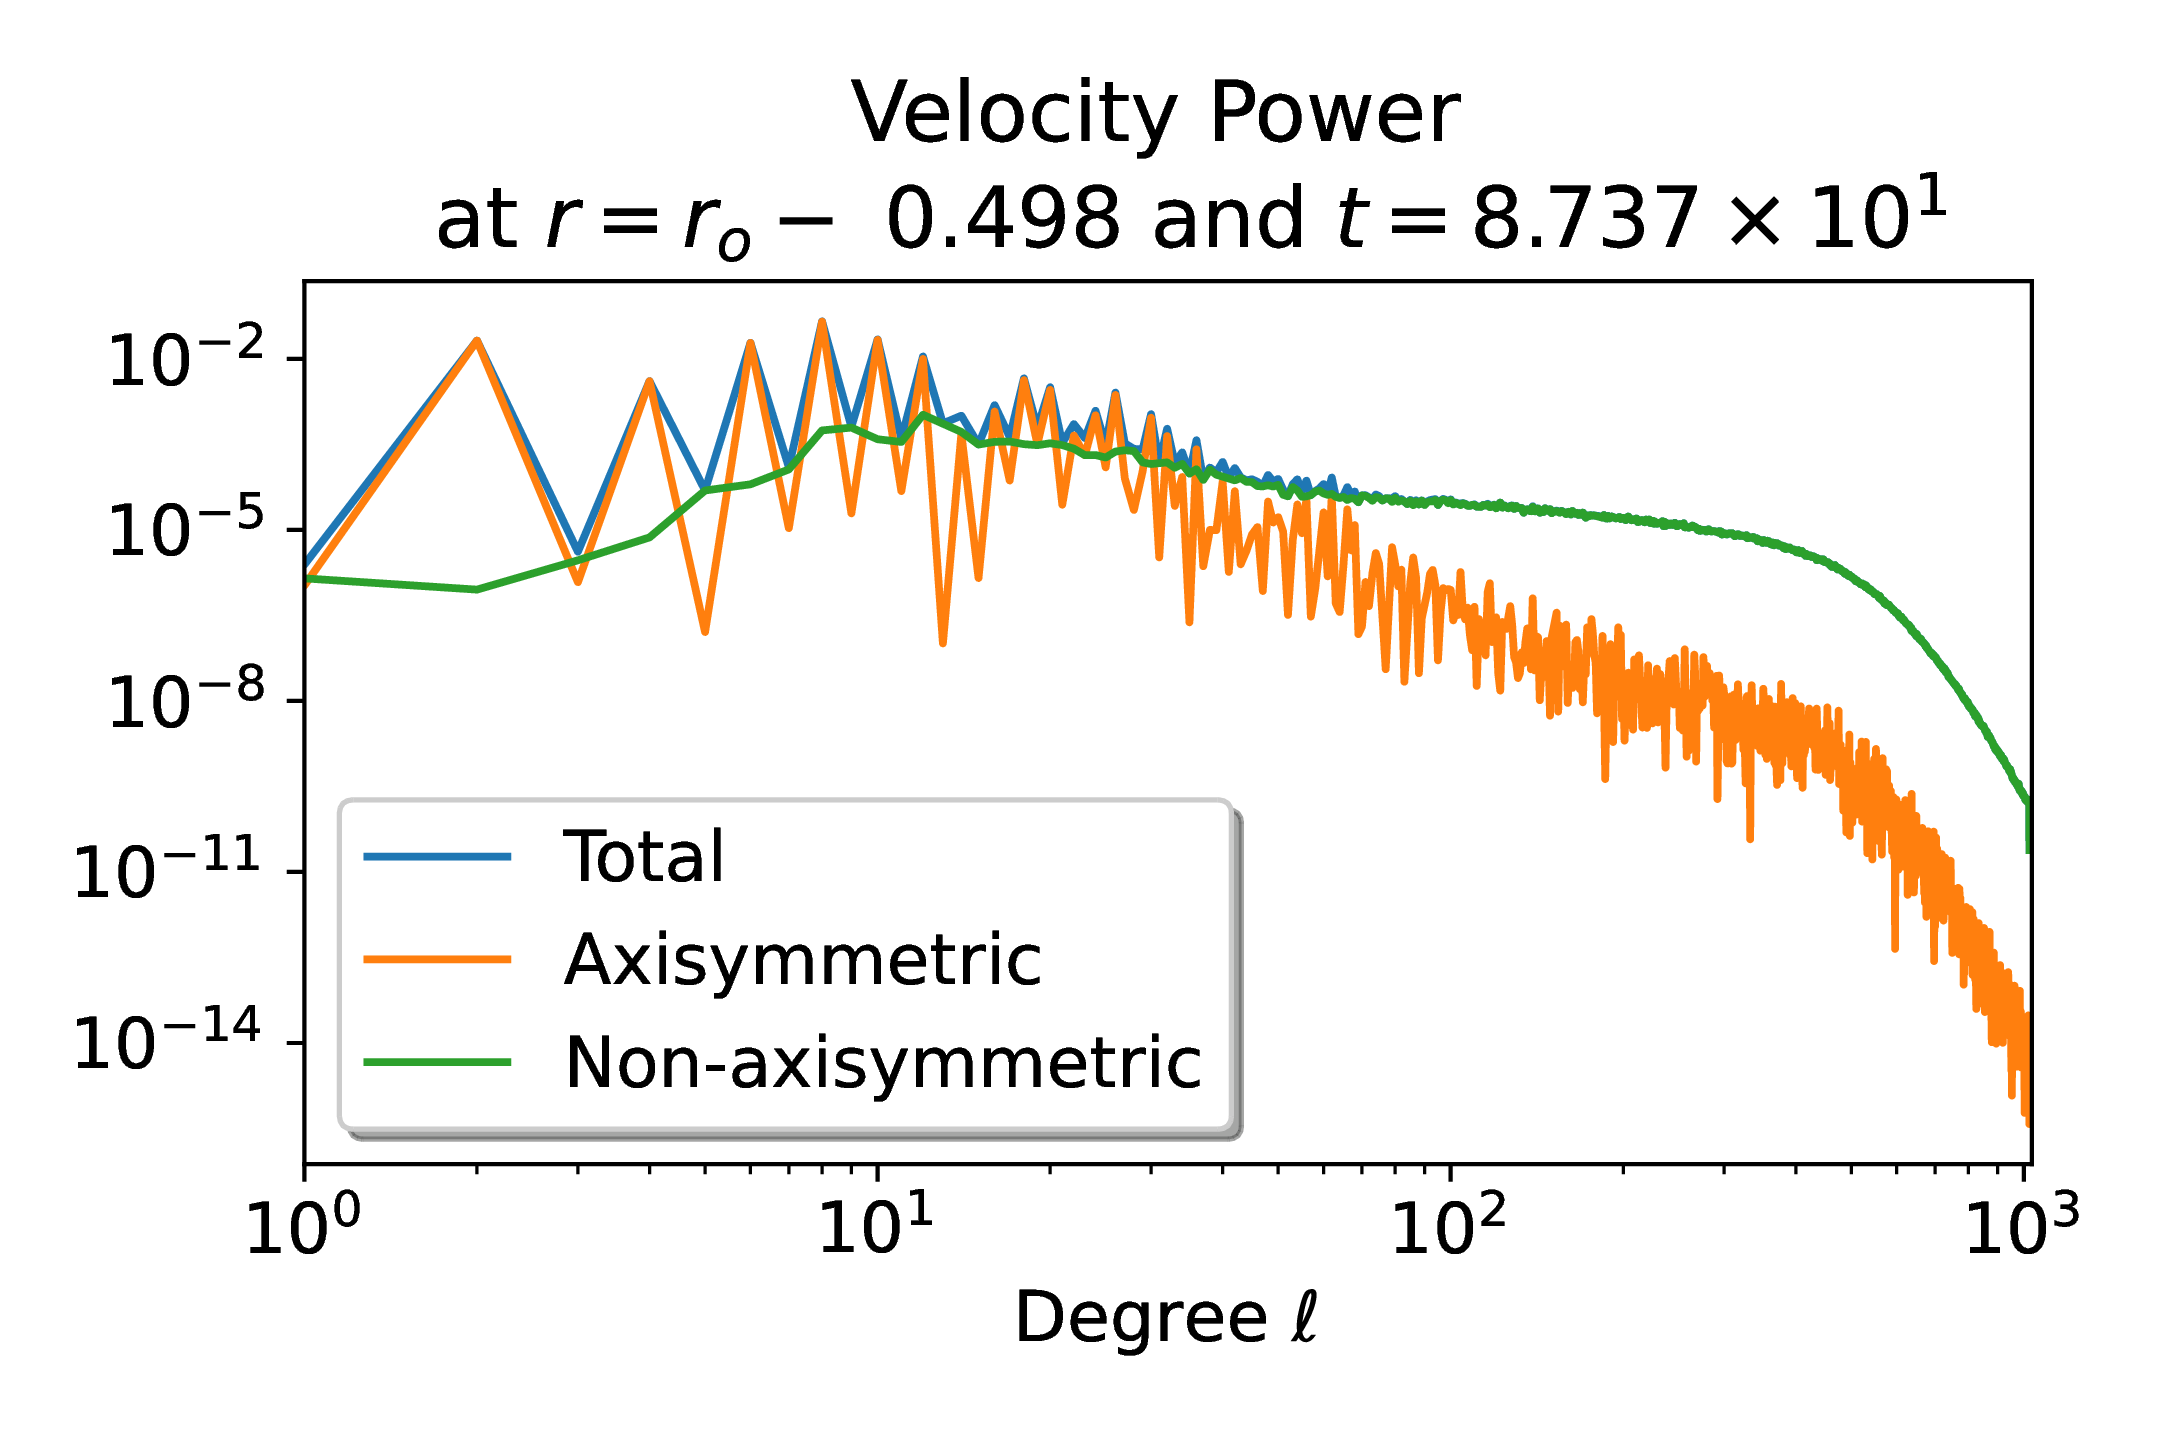 Velocity Power
at r = r_o − 0.498 and t = 8.737 × 10^1
10^−2
10^−5
10^−8
10^−11
10^−14
Total
Axisymmetric
Non-axisymmetric
10^0 10^1 10^2 10^3
Degree ℓ